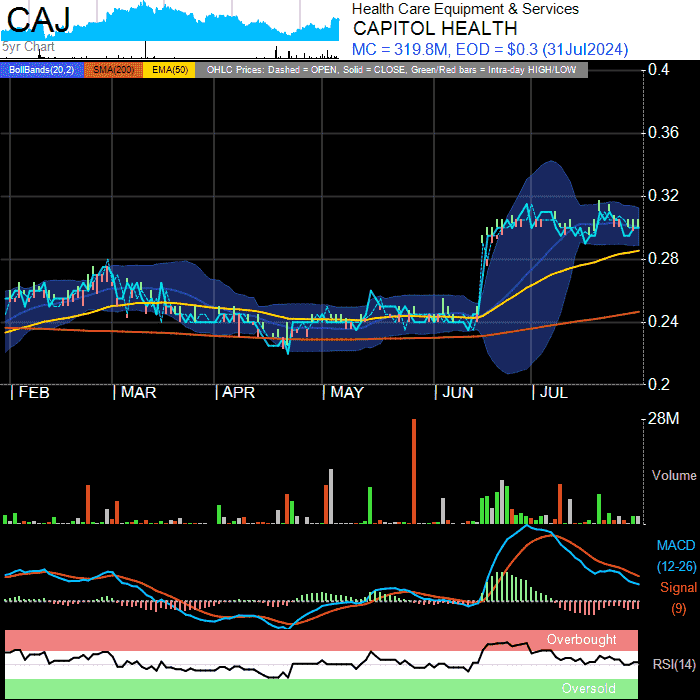 CAJ
5yr Chart
Health Care Equipment & Services
CAPITOL HEALTH
MC = 319.8M, EOD = $0.3 (31Jul2024)
BollBands(20,2) SMA(200) EMA(50) OHLC Prices: Dashed = OPEN, Solid = CLOSE, Green/Red bars = Intra-day HIGH/LOW
0.4
0.36
0.32
0.28
0.24
0.2
FEB MAR APR MAY JUN JUL
28M
Volume
MACD
(12-26)
Signal
(9)
Overbought
RSI(14)
Oversold